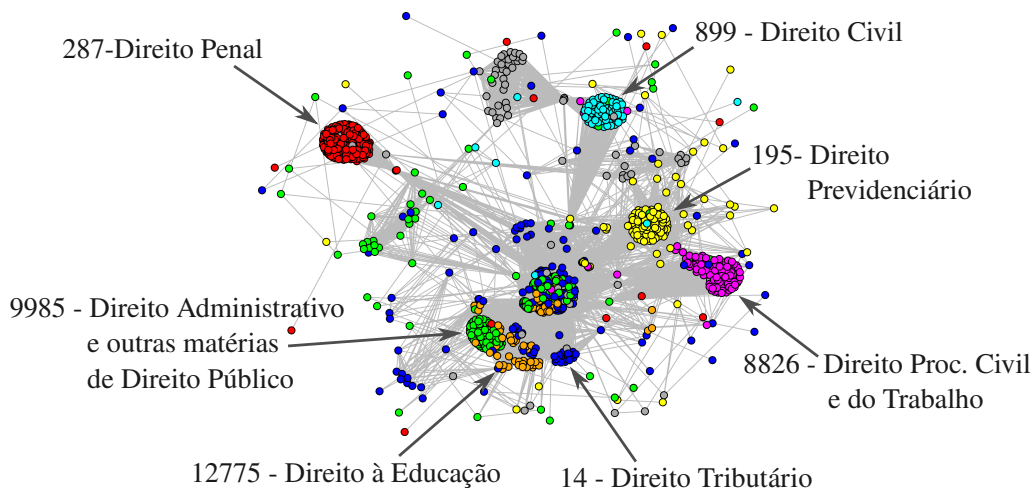 287-Direito Penal
899 - Direito Civil
195- Direito
Previdenciário
9985 - Direito Administrativo
e outras matérias
de Direito Público
8826 - Direito Proc. Civil
e do Trabalho
12775 - Direito à Educação
14 - Direito Tributário